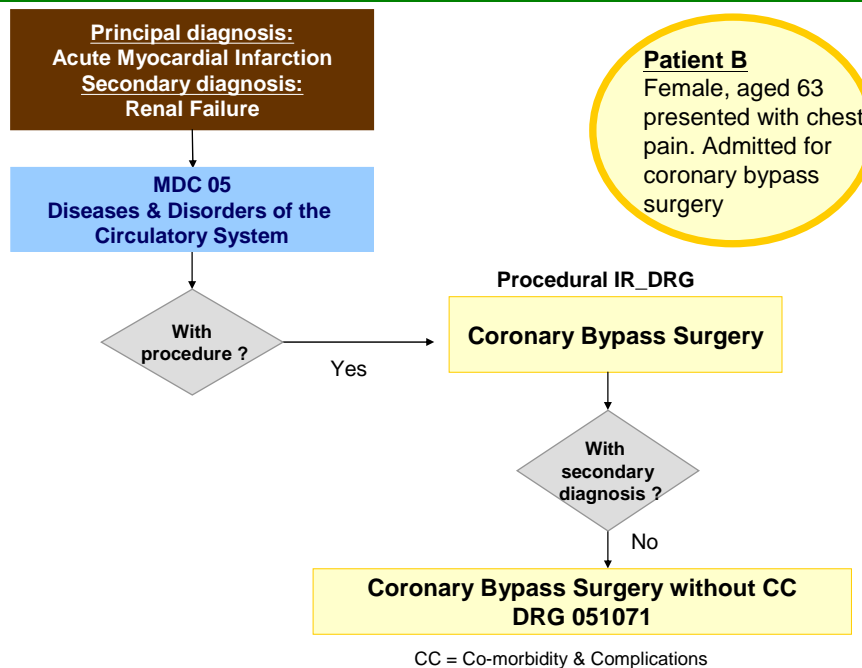 Principal diagnosis:
Acute Myocardial Infarction
Secondary diagnosis:
Renal Failure
Patient B
Female, aged 63
presented with chest
pain. Admitted for
coronary bypass
surgery
MDC 05
Diseases & Disorders of the
Circulatory System
Procedural IR_DRG
With
procedure ?
Yes
Coronary Bypass Surgery
With
secondary
diagnosis ?
No
Coronary Bypass Surgery without CC
DRG 051071
CC = Co-morbidity & Complications